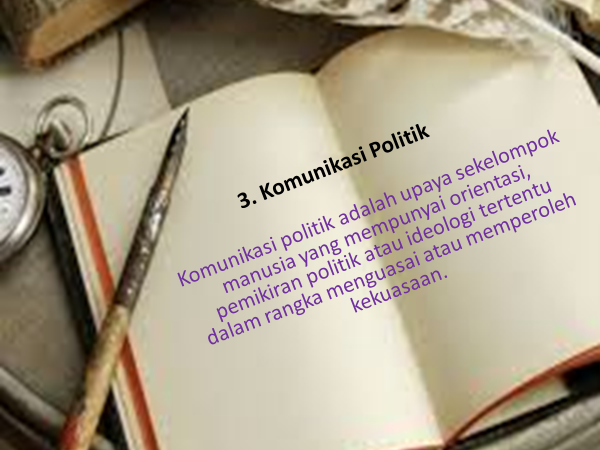 3. Komunikasi Politik
Komunikasi politik adalah upaya sekelompok
manusia yang mempunyai orientasi,
pemikiran politik atau ideologi tertentu
dalam rangka menguasai atau memperoleh
kekuasaan.